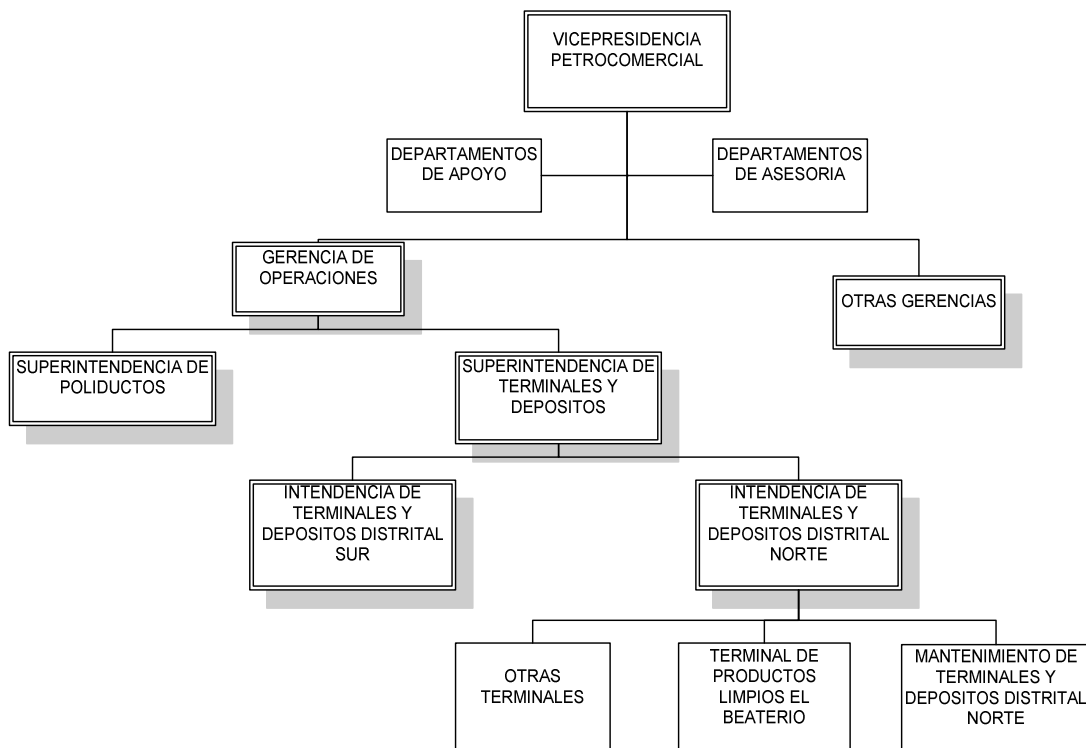 VICEPRESIDENCIA
PETROCOMERCIAL
DEPARTAMENTOS
DE APOYO
DEPARTAMENTOS
DE ASESORIA
GERENCIA DE
OPERACIONES
OTRAS GERENCIAS
SUPERINTENDENCIA DE
POLIDUCTOS
SUPERINTENDENCIA DE
TERMINALES Y
DEPOSITOS
INTENDENCIA DE
TERMINALES Y
DEPOSITOS DISTRITAL
SUR
INTENDENCIA DE
TERMINALES Y
DEPOSITOS DISTRITAL
NORTE
OTRAS
TERMINALES
TERMINAL DE
PRODUCTOS
LIMPIOS EL
BEATERIO
MANTENIMIENTO DE
TERMINALES Y
DEPOSITOS DISTRITAL
NORTE